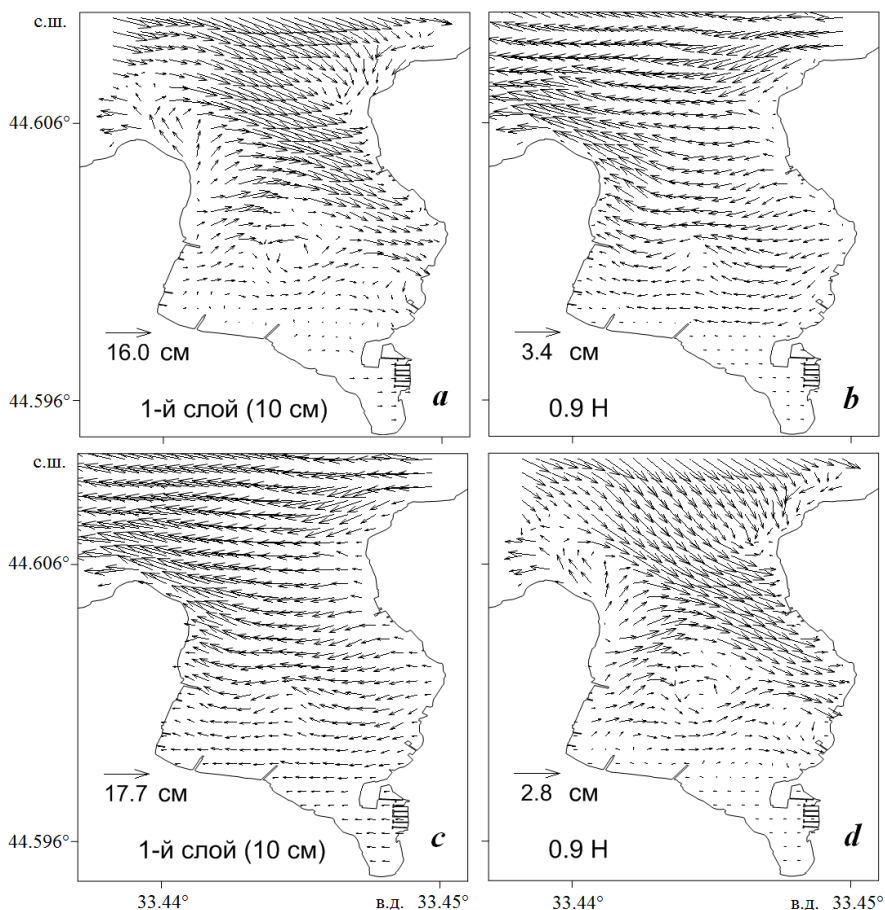 с.ш.
44.606°
16.0 см
44.596°
1-й слой (10 см)
a
3.4 см
0.9 Н
b
с.ш.
44.606°
17.7 см
44.596°
1-й слой (10 см)
c
2.8 см
0.9 Н
d
33.44° в.д. 33.45°
33.44° в.д. 33.45°